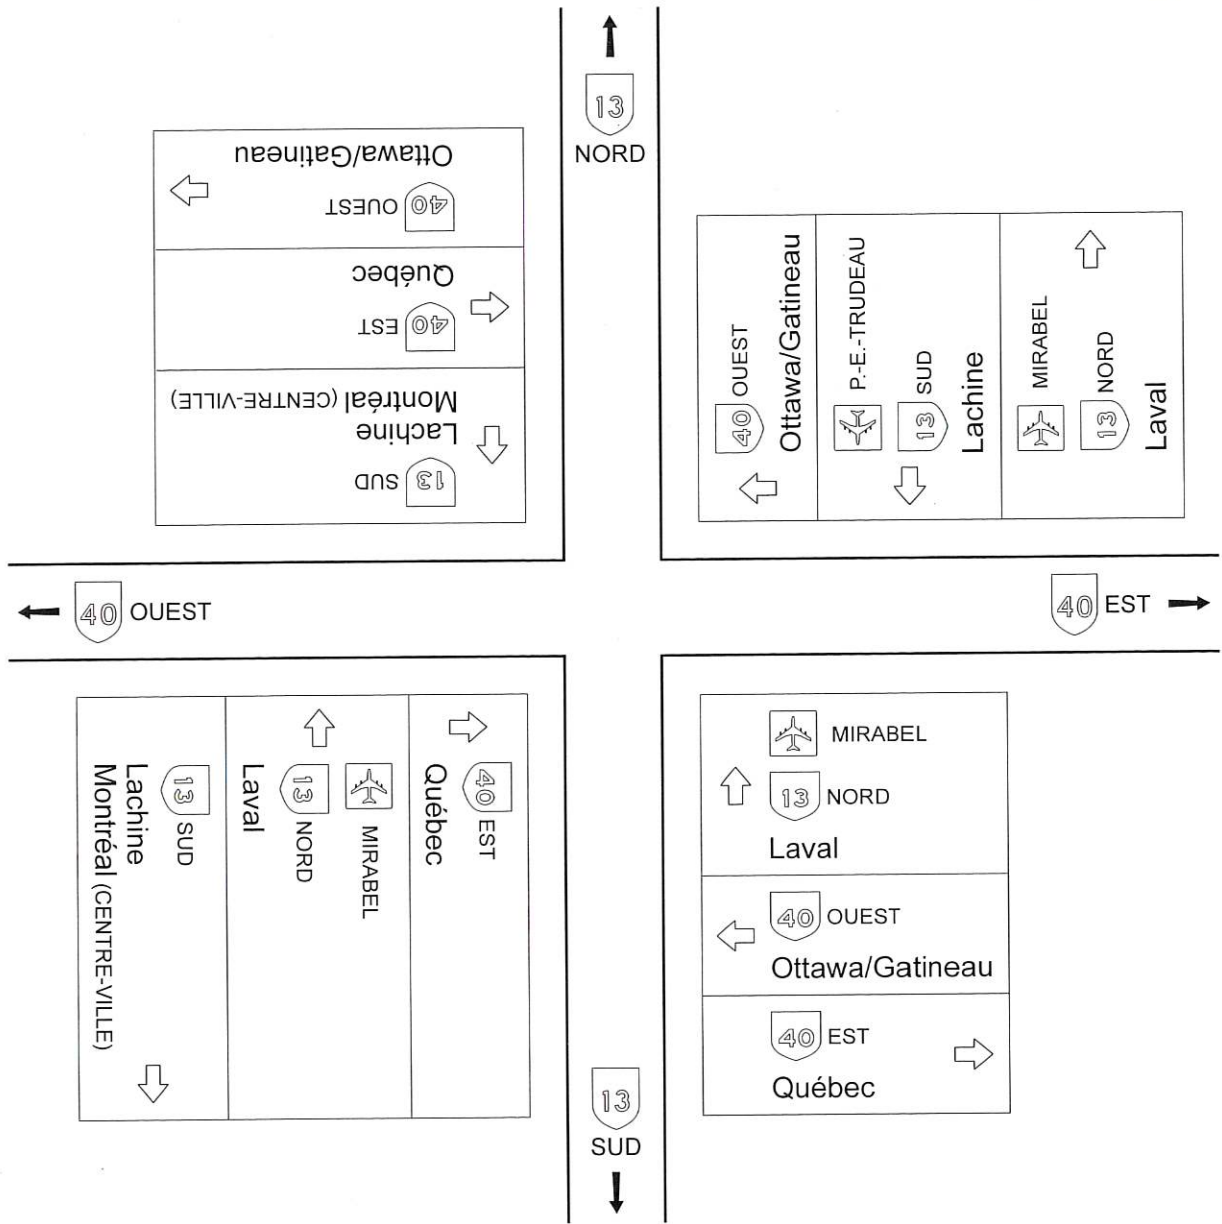 13
NORD
Ottawa/Gatineau
40 OUEST
Québec
40 EST
Montréal (CENTRE-VILLE)
Lachine
13 SUD
40 OUEST
Ottawa/Gatineau
P.-E.-TRUDEAU
13 SUD
Lachine
MIRABEL
13 NORD
Laval
40 OUEST
40 EST
40 EST
Québec
MIRABEL
13 NORD
Laval
13 SUD
Lachine
Montréal (CENTRE-VILLE)
MIRABEL
13 NORD
Laval
40 OUEST
Ottawa/Gatineau
40 EST
Québec
13
SUD